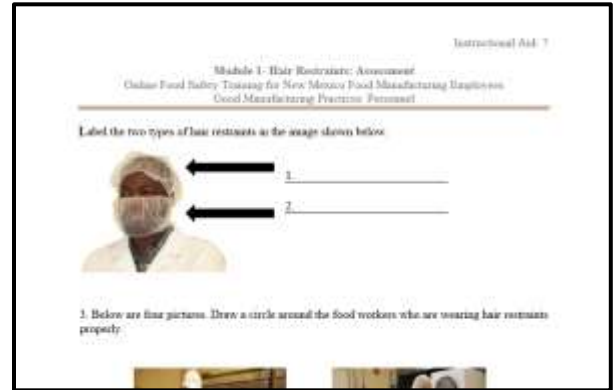 Instructional Aid- 7
Module 1- Hair Restraints: Assessment
Online Food Safety Training for New Mexico Food Manufacturing Employees
Good Manufacturing Practices: Personnel
Label the two types of hair restraints in the image shown below
1.
2.
3. Below are four pictures. Draw a circle around the food workers who are wearing hair restraints
properly